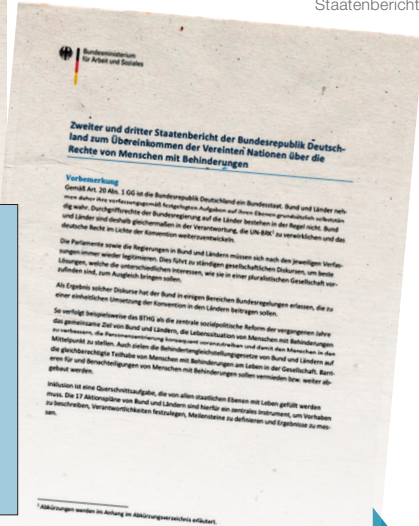 Staatenbericht
Bundesministerium
für Arbeit und Soziales
Zweiter und dritter Staatenbericht der Bundesrepublik Deutsch-
land zum Übereinkommen der Vereinten Nationen über die
Rechte von Menschen mit Behinderungen
Vorbemerkung
Gemäß Art. 20 Abs. 1 GG ist die Bundesrepublik Deutschland ein Bundesstaat. Bund und Länder neh-
men daher ihre verfassungsgemäß festgelegten Aufgaben auf ihren Ebenen grundsätzlich selbststän-
dig wahr. Durchgriffsrechte der Bundesregierung auf die Länder bestehen in der Regel nicht. Bund
und Länder sind deshalb gleichermaßen in der Verantwortung, die UN-BRK¹ zu verwirklichen und das
deutsche Recht im Lichte der Konvention weiterzuentwickeln.
Die Parlamente sowie die Regierungen in Bund und Ländern müssen sich nach den jeweiligen Verfas-
sungen immer wieder legitimieren. Dies führt zu ständigen gesellschaftlichen Diskursen, um beste
Lösungen, welche die unterschiedlichen Interessen, wie sie in einer pluralistischen Gesellschaft vor-
zufinden sind, zum Ausgleich bringen sollen.
Als Ergebnis solcher Diskurse hat der Bund in einigen Bereichen Bundesregelungen erlassen, die zu
einer einheitlichen Umsetzung der Konvention in den Ländern beitragen sollen.
So verfolgt beispielsweise das BTHG als die zentrale sozialpolitische Reform der vergangenen Jahre
das gemeinsame Ziel von Bund und Ländern, die Lebenssituation von Menschen mit Behinderungen
zu verbessern, die Personenzentrierung konsequent voranzutreiben und damit den Menschen in den
Mittelpunkt zu stellen. Auch zielen die Behindertengleichstellungsgesetze von Bund und Ländern auf
die gleichberechtigte Teilhabe von Menschen mit Behinderungen am Leben in der Gesellschaft. Barri-
eren für und Benachteiligungen von Menschen mit Behinderungen sollen vermieden bzw. weiter ab-
gebaut werden.
Inklusion ist eine Querschnittsaufgabe, die von allen staatlichen Ebenen mit Leben gefüllt werden
muss. Die 17 Aktionspläne von Bund und Ländern sind hierfür ein zentrales Instrument, um Vorhaben
zu beschreiben, Verantwortlichkeiten festzulegen, Meilensteine zu definieren und Ergebnisse zu mes-
sen.
¹ Abkürzungen werden im Anhang im Abkürzungsverzeichnis erläutert.